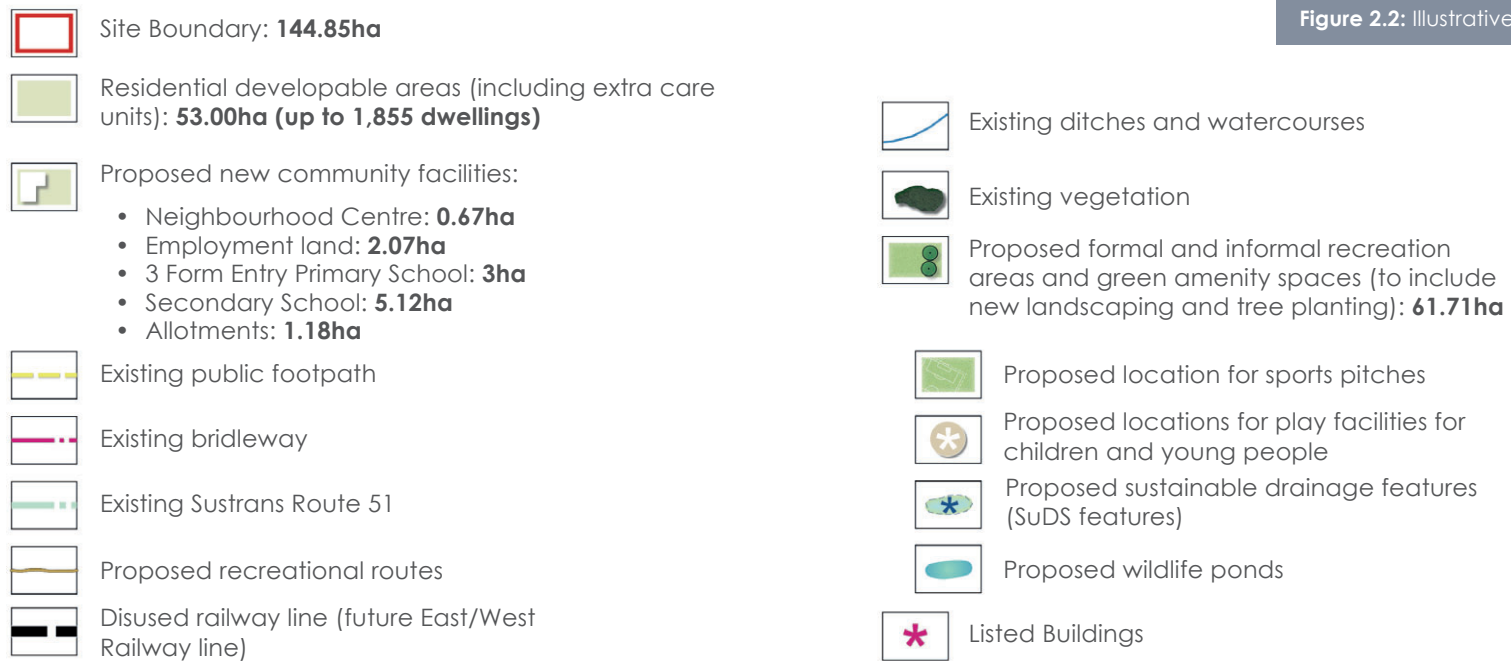 Figure 2.2: Illustrative
Site Boundary: 144.85ha
Residential developable areas (including extra care
units): 53.00ha (up to 1,855 dwellings)
Proposed new community facilities:
• Neighbourhood Centre: 0.67ha
• Employment land: 2.07ha
• 3 Form Entry Primary School: 3ha
• Secondary School: 5.12ha
• Allotments: 1.18ha
Existing public footpath
Existing bridleway
Existing Sustrans Route 51
Proposed recreational routes
Disused railway line (future East/West
Railway line)
Existing ditches and watercourses
Existing vegetation
Proposed formal and informal recreation
areas and green amenity spaces (to include
new landscaping and tree planting): 61.71ha
Proposed location for sports pitches
Proposed locations for play facilities for
children and young people
Proposed sustainable drainage features
(SuDS features)
Proposed wildlife ponds
Listed Buildings